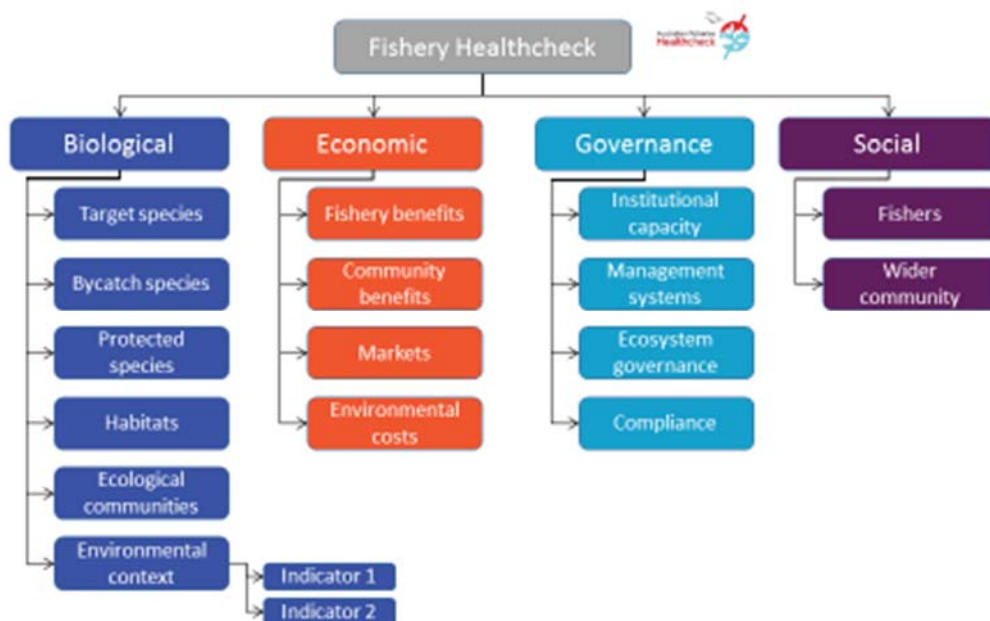 Fishery Healthcheck
Australian Fisheries
Healthcheck
Biological
Economic
Governance
Social
Target species
Bycatch species
Protected
species
Habitats
Ecological
communities
Environmental
context
Indicator 1
Indicator 2
Fishery benefits
Community
benefits
Markets
Environmental
costs
Institutional
capacity
Management
systems
Ecosystem
governance
Compliance
Fishers
Wider
community